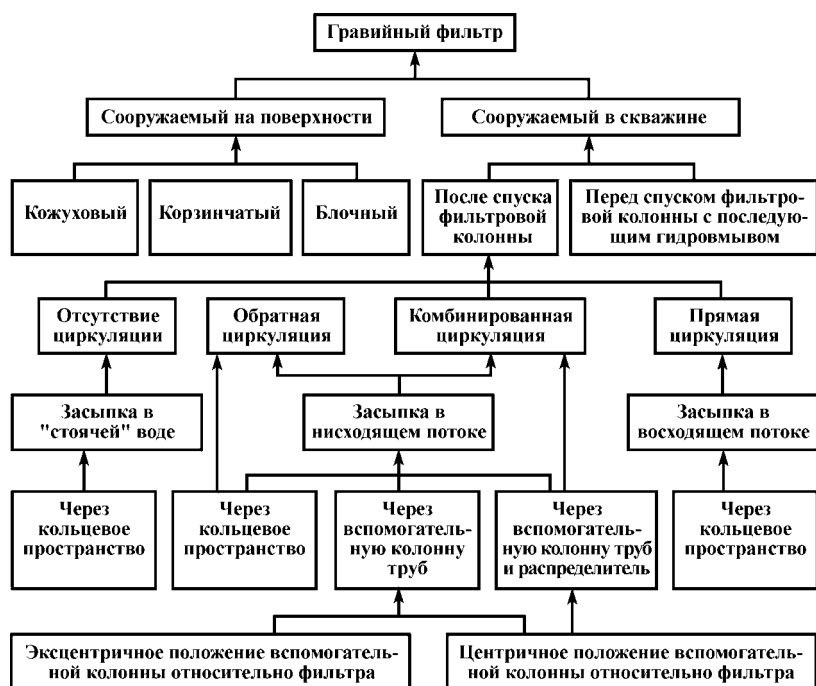 Гравийный фильтр
Сооружаемый на поверхности
Сооружаемый в скважине
Кожуховый
Корзинчатый
Блочный
После спуска
фильтровой
колонны
Перед спуском фильтро-
вой колонны с последую-
щим гидровмывом
Отсутствие
циркуляции
Обратная
циркуляция
Комбинированная
циркуляция
Прямая
циркуляция
Засыпка в
"стоячей" воде
Засыпка в
нисходящем потоке
Засыпка в
восходящем потоке
Через
кольцевое
пространство
Через
кольцевое
пространство
Через
вспомогатель-
ную колонну
труб
Через
вспомогатель-
ную колонну труб
и распределитель
Через
кольцевое
пространство
Эксцентричное положение вспомогатель-
ной колонны относительно фильтра
Центричное положение вспомогатель-
ной колонны относительно фильтра